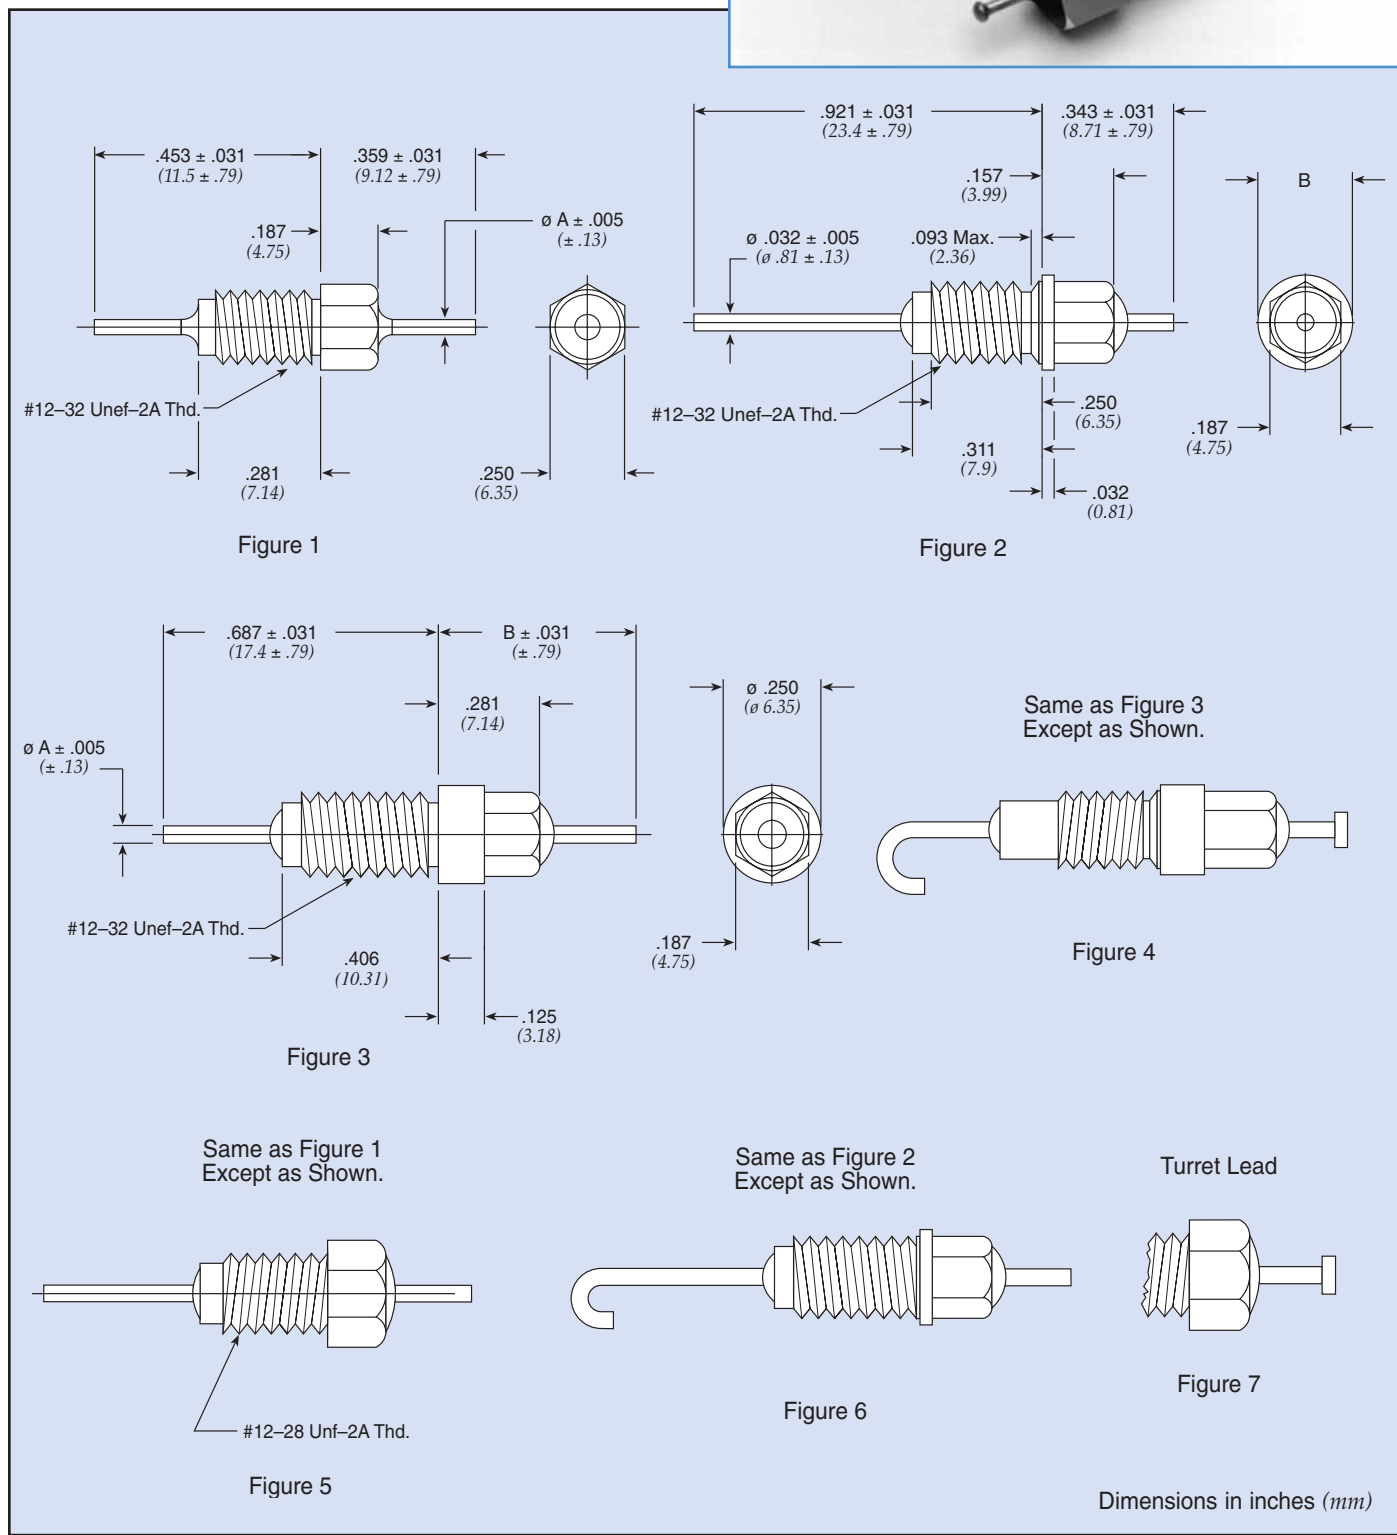 .453 ± .031
(11.5 ± .79)
.359 ± .031
(9.12 ± .79)
.187
(4.75)
ø A ± .005
(± .13)
#12–32 Unef–2A Thd.
.281
(7.14)
.250
(6.35)
Figure 1
.921 ± .031
(23.4 ± .79)
.343 ± .031
(8.71 ± .79)
.157
(3.99)
B
ø .032 ± .005
(ø .81 ± .13)
.093 Max.
(2.36)
#12–32 Unef–2A Thd.
.250
(6.35)
.187
(4.75)
.311
(7.9)
.032
(0.81)
Figure 2
.687 ± .031
(17.4 ± .79)
B ± .031
(± .79)
.281
(7.14)
ø A ± .005
(± .13)
ø .250
(ø 6.35)
#12–32 Unef–2A Thd.
.406
(10.31)
.187
(4.75)
.125
(3.18)
Figure 3
Same as Figure 3
Except as Shown.
Figure 4
Same as Figure 1
Except as Shown.
#12–28 Unf–2A Thd.
Figure 5
Same as Figure 2
Except as Shown.
Figure 6
Turret Lead
Figure 7
Dimensions in inches (mm)